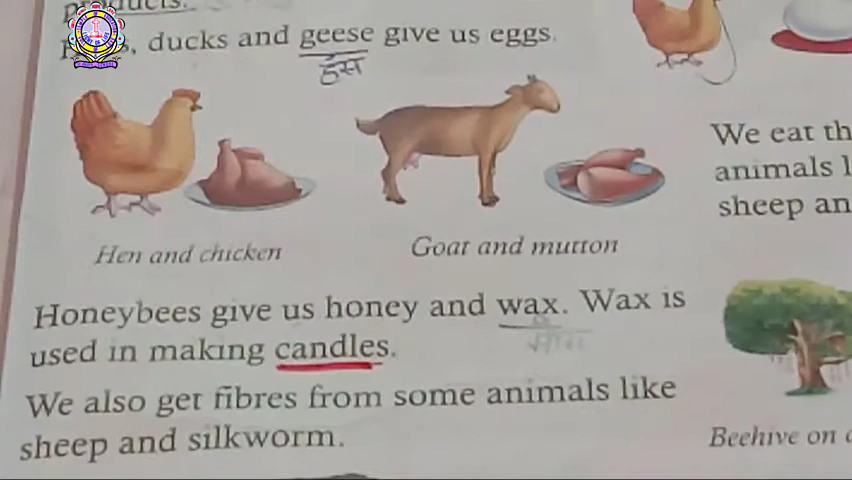 ducks and geese give us eggs.
हंस
We eat th
animals l
sheep an
Hen and chicken
Goat and mutton
Honeybees give us honey and wax. Wax is
used in making candles.
We also get fibres from some animals like
sheep and silkworm.
Beehive on